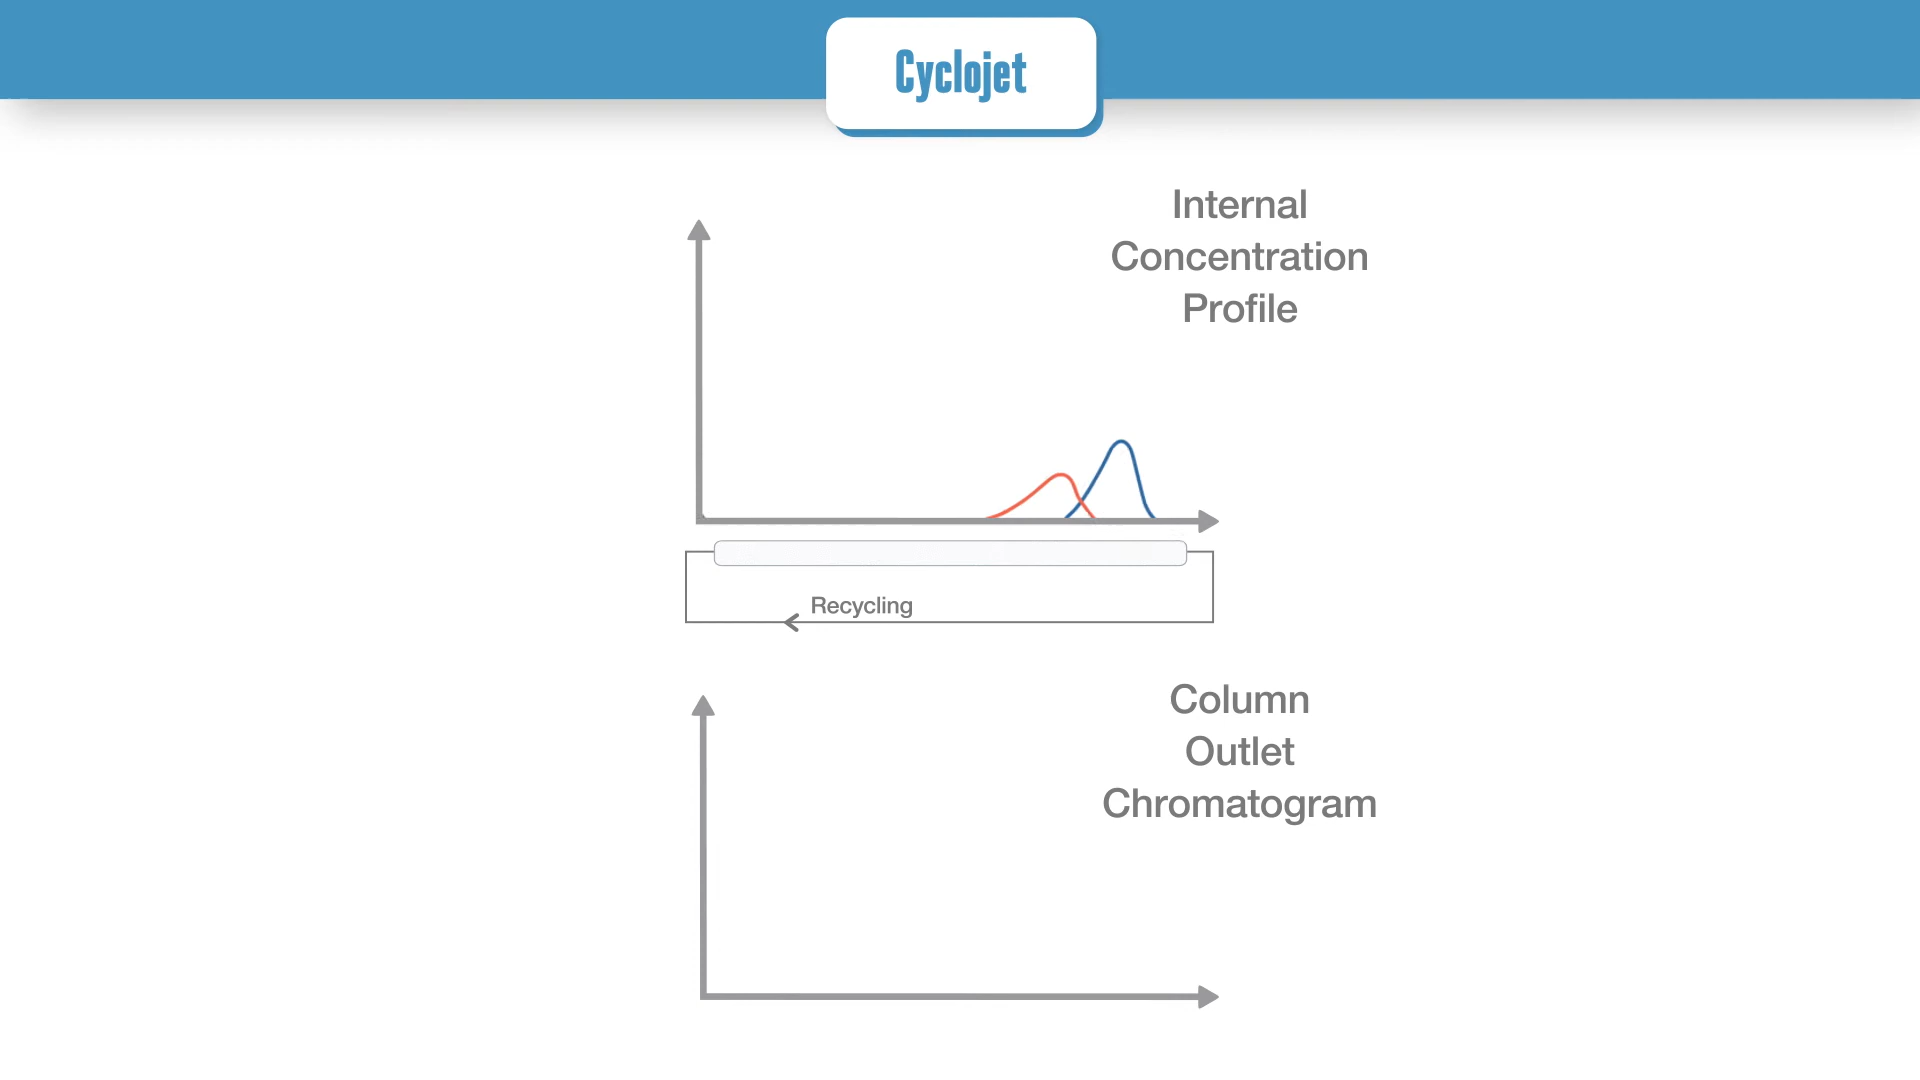 Cyclojet
Internal
Concentration
Profile
Recycling
Column
Outlet
Chromatogram